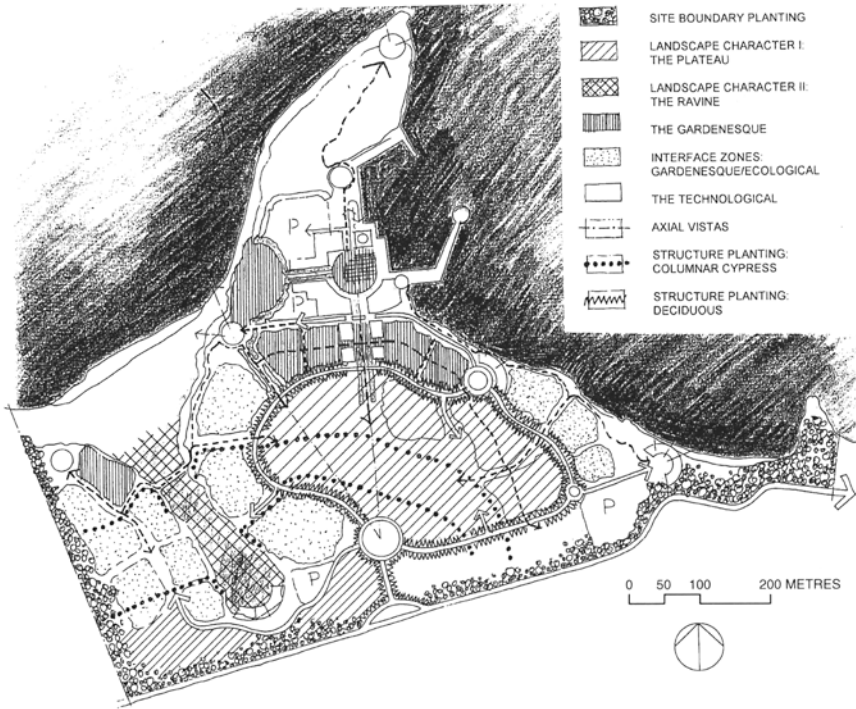 SITE BOUNDARY PLANTING
LANDSCAPE CHARACTER I:
THE PLATEAU
LANDSCAPE CHARACTER II:
THE RAVINE
THE GARDENESQUE
INTERFACE ZONES:
GARDENESQUE/ECOLOGICAL
THE TECHNOLOGICAL
AXIAL VISTAS
STRUCTURE PLANTING:
COLUMNAR CYPRESS
STRUCTURE PLANTING:
DECIDUOUS
P
P
P
P
0 50 100 200 METRES